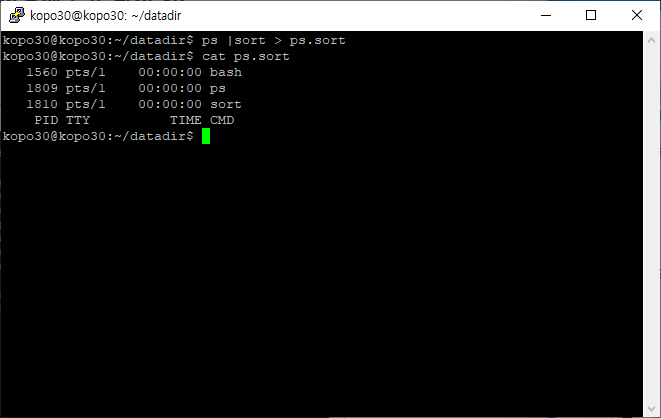 kopo30@kopo30: ~/datadir
kopo30@kopo30:~/datadir$ ps |sort > ps.sort
kopo30@kopo30:~/datadir$ cat ps.sort
   1560 pts/1    00:00:00 bash
   1809 pts/1    00:00:00 ps
   1810 pts/1    00:00:00 sort
    PID TTY          TIME CMD
kopo30@kopo30:~/datadir$